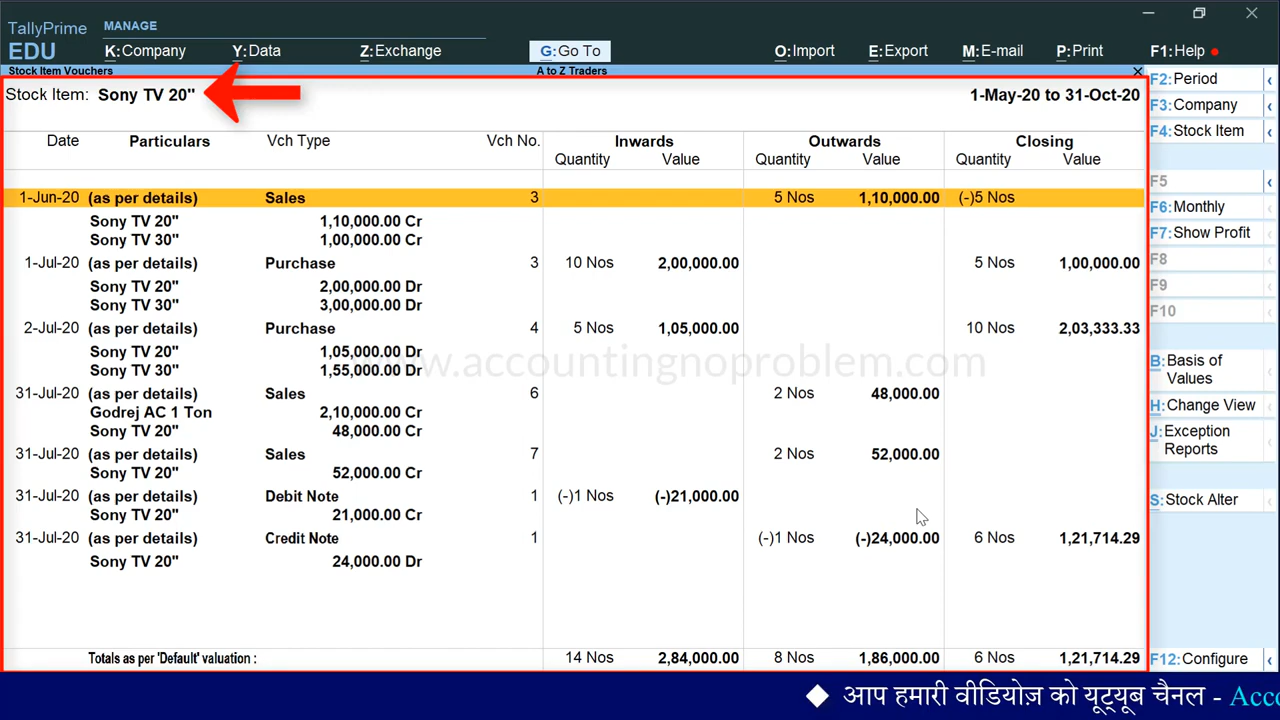 TallyPrime MANAGE
EDU K:Company Y:Data Z:Exchange G:Go To O:Import E:Export M:E-mail P:Print F1:Help
Stock Item Vouchers A to Z Traders
Stock Item: Sony TV 20" 1-May-20 to 31-Oct-20
Date Particulars Vch Type Vch No. Inwards Outwards Closing
Quantity Value Quantity Value Quantity Value
1-Jun-20 (as per details) Sales 3 5 Nos 1,10,000.00 (-)5 Nos
Sony TV 20" 1,10,000.00 Cr
Sony TV 30" 1,00,000.00 Cr
1-Jul-20 (as per details) Purchase 3 10 Nos 2,00,000.00 5 Nos 1,00,000.00
Sony TV 20" 2,00,000.00 Dr
Sony TV 30" 3,00,000.00 Dr
2-Jul-20 (as per details) Purchase 4 5 Nos 1,05,000.00 10 Nos 2,03,333.33
Sony TV 20" 1,05,000.00 Dr
www.accountingnoproblem.com
Sony TV 30" 1,55,000.00 Dr
31-Jul-20 (as per details) Sales 6 2 Nos 48,000.00
Godrej AC 1 Ton 2,10,000.00 Cr
Sony TV 20" 48,000.00 Cr
31-Jul-20 (as per details) Sales 7 2 Nos 52,000.00
Sony TV 20" 52,000.00 Cr
31-Jul-20 (as per details) Debit Note 1 (-)1 Nos (-)21,000.00
Sony TV 20" 21,000.00 Cr
31-Jul-20 (as per details) Credit Note 1 (-)1 Nos (-)24,000.00 6 Nos 1,21,714.29
Sony TV 20" 24,000.00 Dr
Totals as per 'Default' valuation : 14 Nos 2,84,000.00 8 Nos 1,86,000.00 6 Nos 1,21,714.29
F2:Period
F3:Company
F4:Stock Item
F5
F6:Monthly
F7:Show Profit
F8
F9
F10
B:Basis of
Values
H:Change View
J:Exception
Reports
S:Stock Alter
F12:Configure
◆ आप हमारी वीडियोज़ को यूट्यूब चैनल - Acco